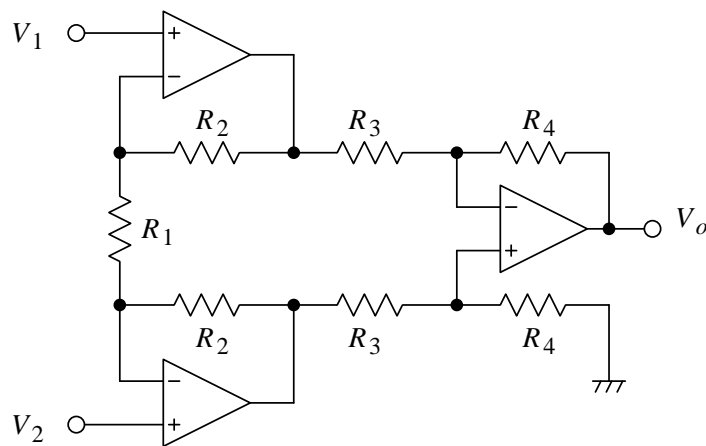 V1
+
−
R2 R3 R4
−
R1 Vo
+
R2 R3 R4
−
V2 +